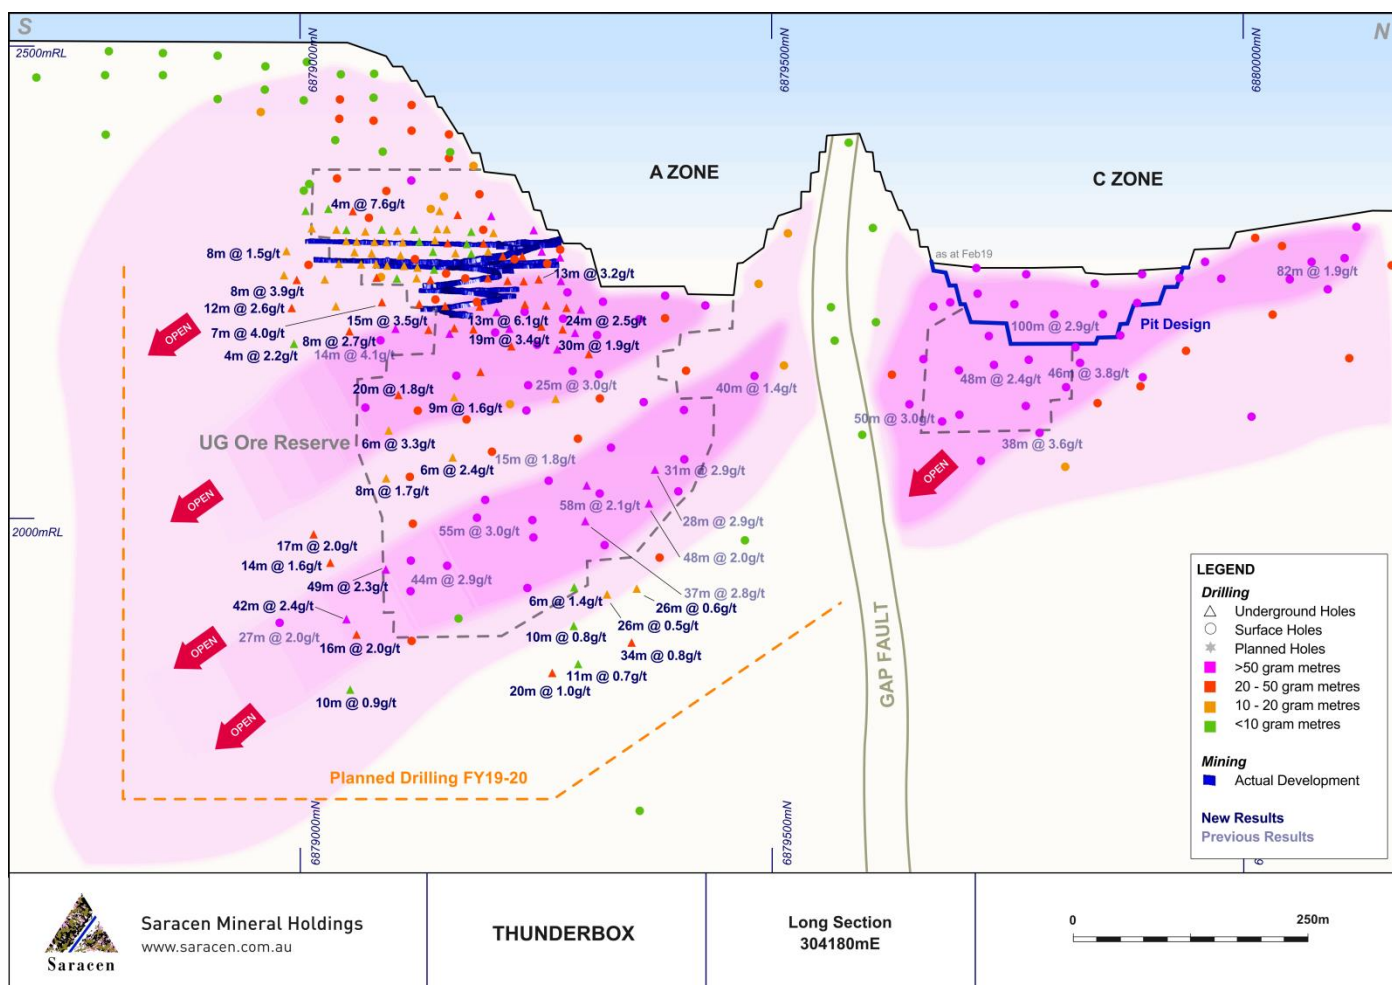 S
N
2500mRL
6879000mN
6879500mN
6880000mN
A ZONE
C ZONE
4m @ 7.6g/t
8m @ 1.5g/t
as at Feb19
13m @ 3.2g/t
82m @ 1.9g/t
8m @ 3.9g/t
12m @ 2.6g/t
15m @ 3.5g/t
13m @ 6.1g/t
24m @ 2.5g/t
100m @ 2.9g/t
Pit Design
7m @ 4.0g/t
8m @ 2.7g/t
19m @ 3.4g/t
30m @ 1.9g/t
OPEN
4m @ 2.2g/t
14m @ 4.1g/t
48m @ 2.4g/t
46m @ 3.8g/t
20m @ 1.8g/t
25m @ 3.0g/t
40m @ 1.4g/t
9m @ 1.6g/t
50m @ 3.0g/t
UG Ore Reserve
6m @ 3.3g/t
38m @ 3.6g/t
6m @ 2.4g/t
15m @ 1.8g/t
31m @ 2.9g/t
OPEN
8m @ 1.7g/t
OPEN
58m @ 2.1g/t
28m @ 2.9g/t
2000mRL
55m @ 3.0g/t
17m @ 2.0g/t
48m @ 2.0g/t
14m @ 1.6g/t
49m @ 2.3g/t
44m @ 2.9g/t
37m @ 2.8g/t
42m @ 2.4g/t
6m @ 1.4g/t
26m @ 0.6g/t
26m @ 0.5g/t
27m @ 2.0g/t
16m @ 2.0g/t
10m @ 0.8g/t
OPEN
34m @ 0.8g/t
11m @ 0.7g/t
20m @ 1.0g/t
10m @ 0.9g/t
OPEN
GAP FAULT
Planned Drilling FY19-20
6879000mN
6879500mN
LEGEND
Drilling
Underground Holes
Surface Holes
Planned Holes
>50 gram metres
20 - 50 gram metres
10 - 20 gram metres
<10 gram metres
Mining
Actual Development
New Results
Previous Results
Saracen
Saracen Mineral Holdings
www.saracen.com.au
THUNDERBOX
Long Section
304180mE
0
250m